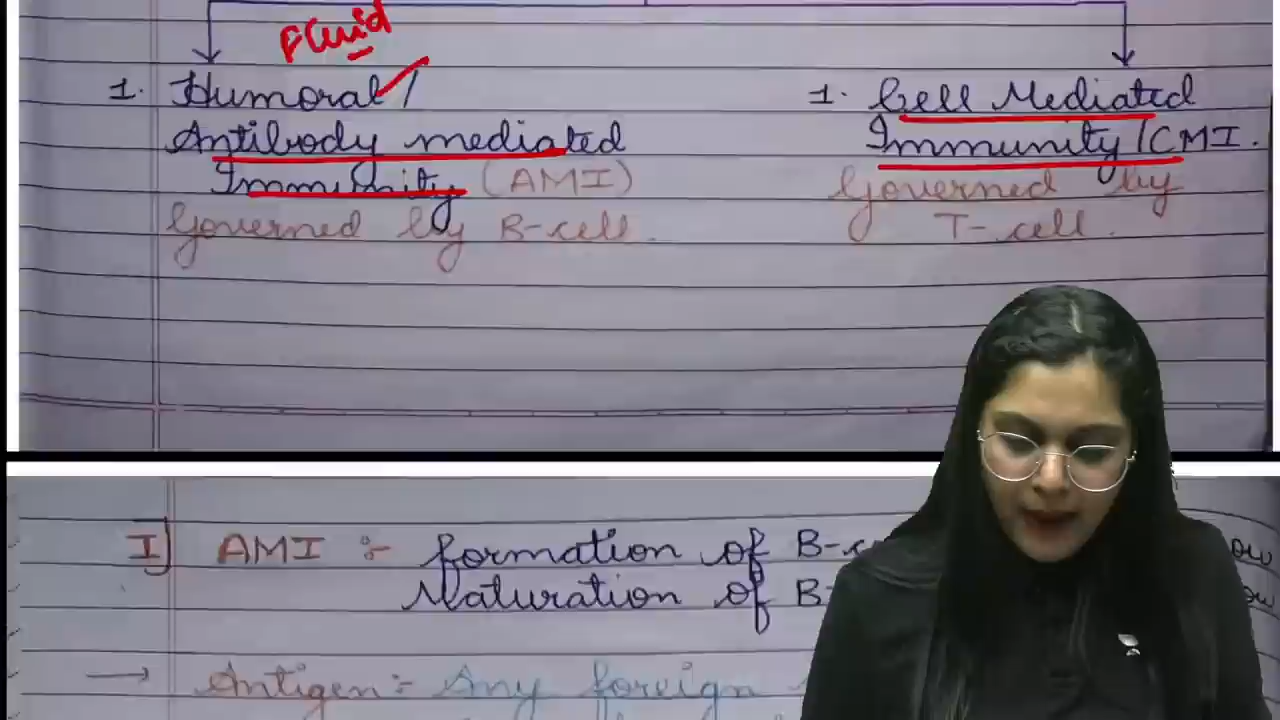 Fluid
1. Humoral /
Antibody mediated
Immunity (AMI)
Governed by B-cell.
1. Cell Mediated
Immunity / CMI.
Governed by
T-cell.
I] AMI :- formation of B-
Maturation of B-
→ Antigen:- Any foreign